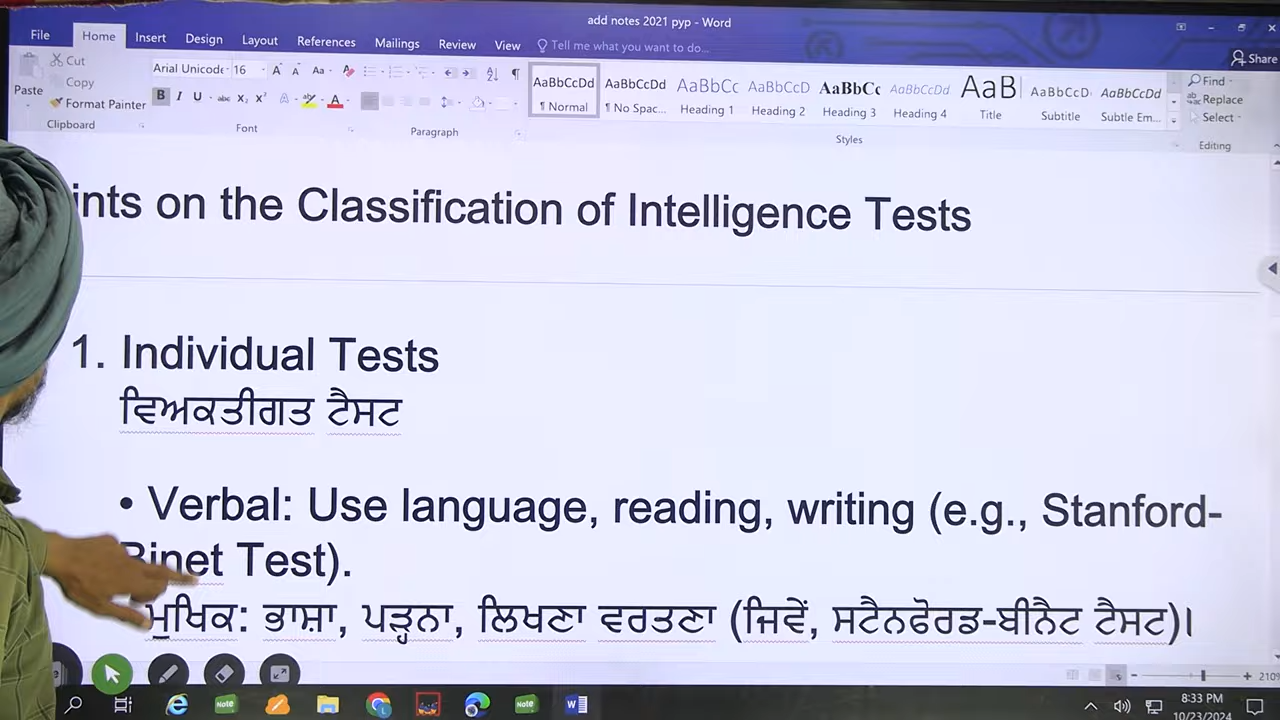 add notes 2021 pyp - Word
File Home Insert Design Layout References Mailings Review View Tell me what you want to do...
Share
Paste
Cut
Copy
Format Painter
Clipboard
Arial Unicode 16
Font
Paragraph
AaBbCcDd AaBbCcDd AaBbCc AaBbCcD AaBbCc AaBbCcDd AaB AaBbCcD AaBbCcDd
¶ Normal ¶ No Spac... Heading 1 Heading 2 Heading 3 Heading 4 Title Subtitle Subtle Em...
Styles
Find
Replace
Select
Editing
ints on the Classification of Intelligence Tests
1. Individual Tests
ਵਿਅਕਤੀਗਤ ਟੈਸਟ
• Verbal: Use language, reading, writing (e.g., Stanford-
Binet Test).
ਮੁਖਿਕ: ਭਾਸ਼ਾ, ਪੜ੍ਹਨਾ, ਲਿਖਣਾ ਵਰਤਣਾ (ਜਿਵੇਂ, ਸਟੈਨਫੋਰਡ-ਬੀਨੈਟ ਟੈਸਟ)।
210%
Note
Note
8:33 PM
10/23/2024